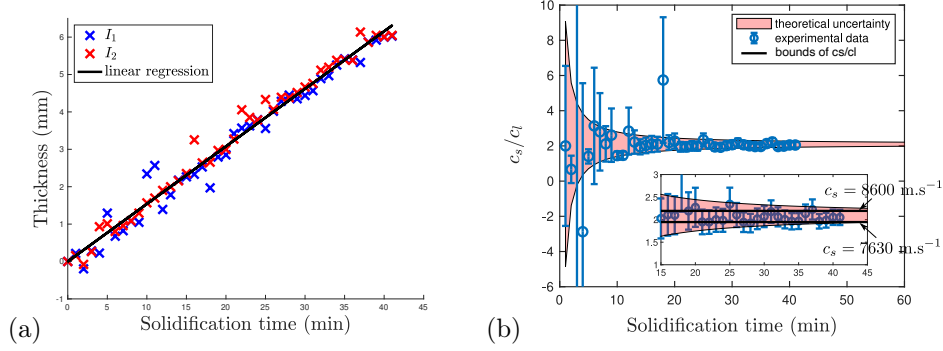 I1
I2
linear regression
Thickness (mm)
6
5
4
3
2
1
0
-1
0 5 10 15 20 25 30 35 40 45
Solidification time (min)
(a)
theoretical uncertainty
experimental data
bounds of cs/cl
cs/cl
10
8
6
4
2
0
-2
-4
-6
0 10 20 30 40 50 60
Solidification time (min)
(b)
3
2.5
2
1.5
1
15 20 25 30 35 40 45
cs = 8600 m.s−1
cs = 7630 m.s−1